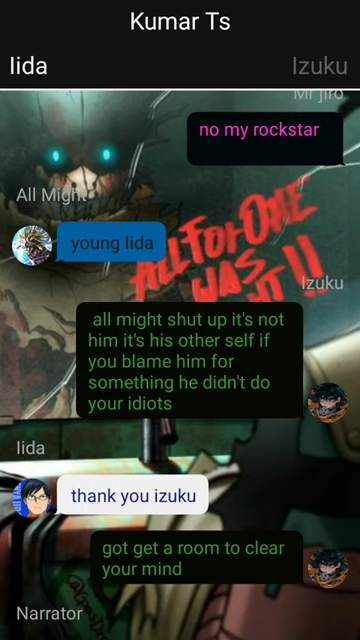 Kumar Ts
Iida Izuku
Mr jiro
no my rockstar
All Might
young Iida
ALL FOR ONE
WAS
!!
Izuku
all might shut up it's not
him it's his other self if
you blame him for
something he didn't do
your idiots
Iida
thank you izuku
got get a room to clear
your mind
Narrator